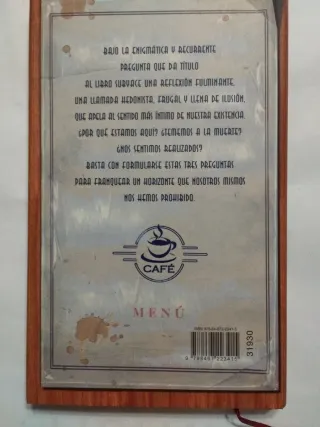 BAJO LA ENIGMÁTICA Y RECURRENTE
PREGUNTA QUE DA TÍTULO
AL LIBRO SUBYACE UNA REFLEXIÓN FULMINANTE,
UNA LLAMADA HEDONISTA, FRUGAL Y LLENA DE ILUSIÓN,
QUE APELA AL SENTIDO MÁS ÍNTIMO DE NUESTRA EXISTENCIA.
¿POR QUÉ ESTAMOS AQUÍ? ¿TEMEMOS A LA MUERTE?
¿NOS SENTIMOS REALIZADOS?
BASTA CON FORMULARSE ESTAS TRES PREGUNTAS
PARA FRANQUEAR UN HORIZONTE QUE NOSOTROS MISMOS
NOS HEMOS PROHIBIDO.
CAFÉ
MENÚ
31930